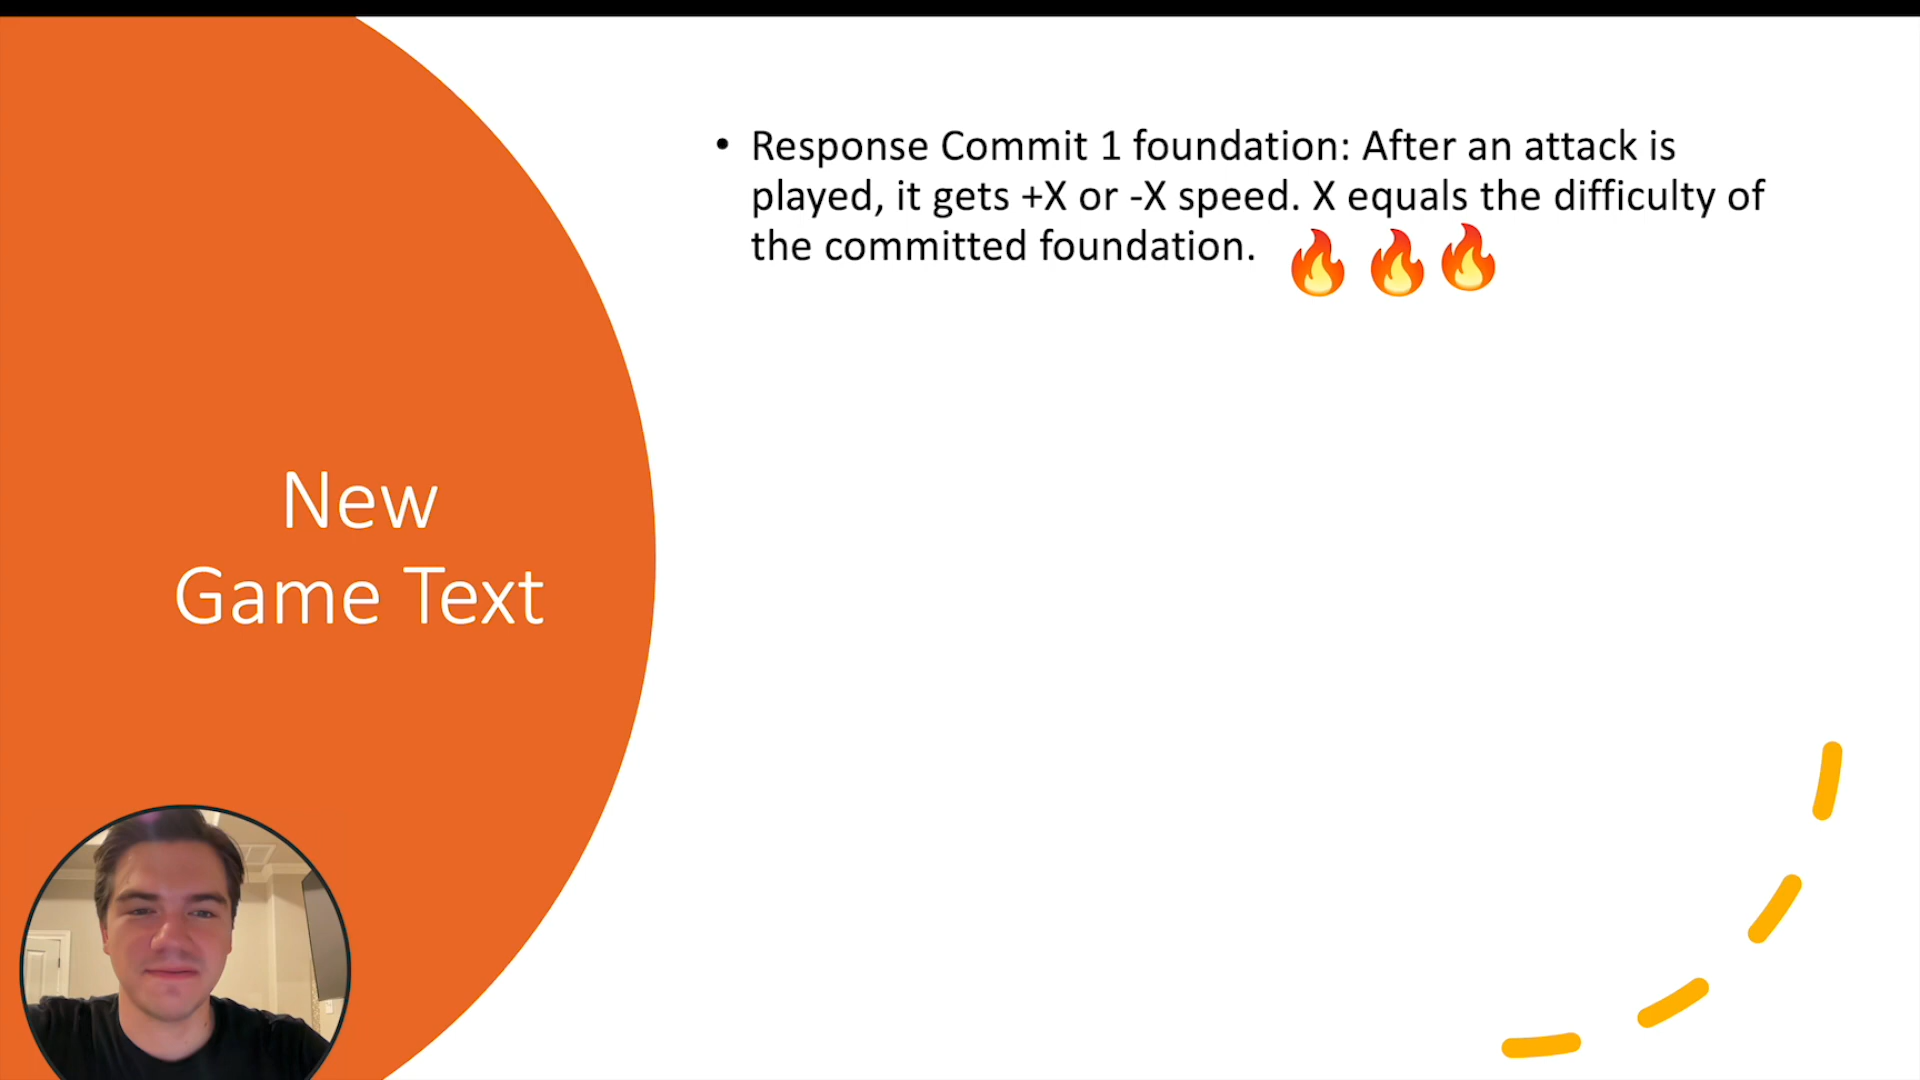 New
Game Text
• Response Commit 1 foundation: After an attack is
played, it gets +X or -X speed. X equals the difficulty of
the committed foundation. 🔥 🔥 🔥